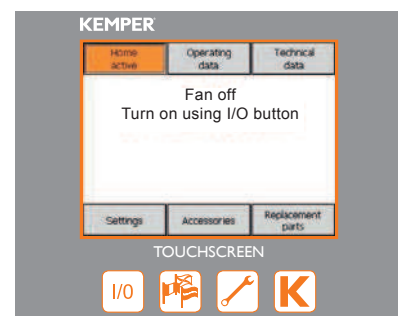 KEMPER
Home
active
Operating
data
Technical
data
Fan off
Turn on using I/O button
Settings
Accessories
Replacement
parts
TOUCHSCREEN
I/0
K